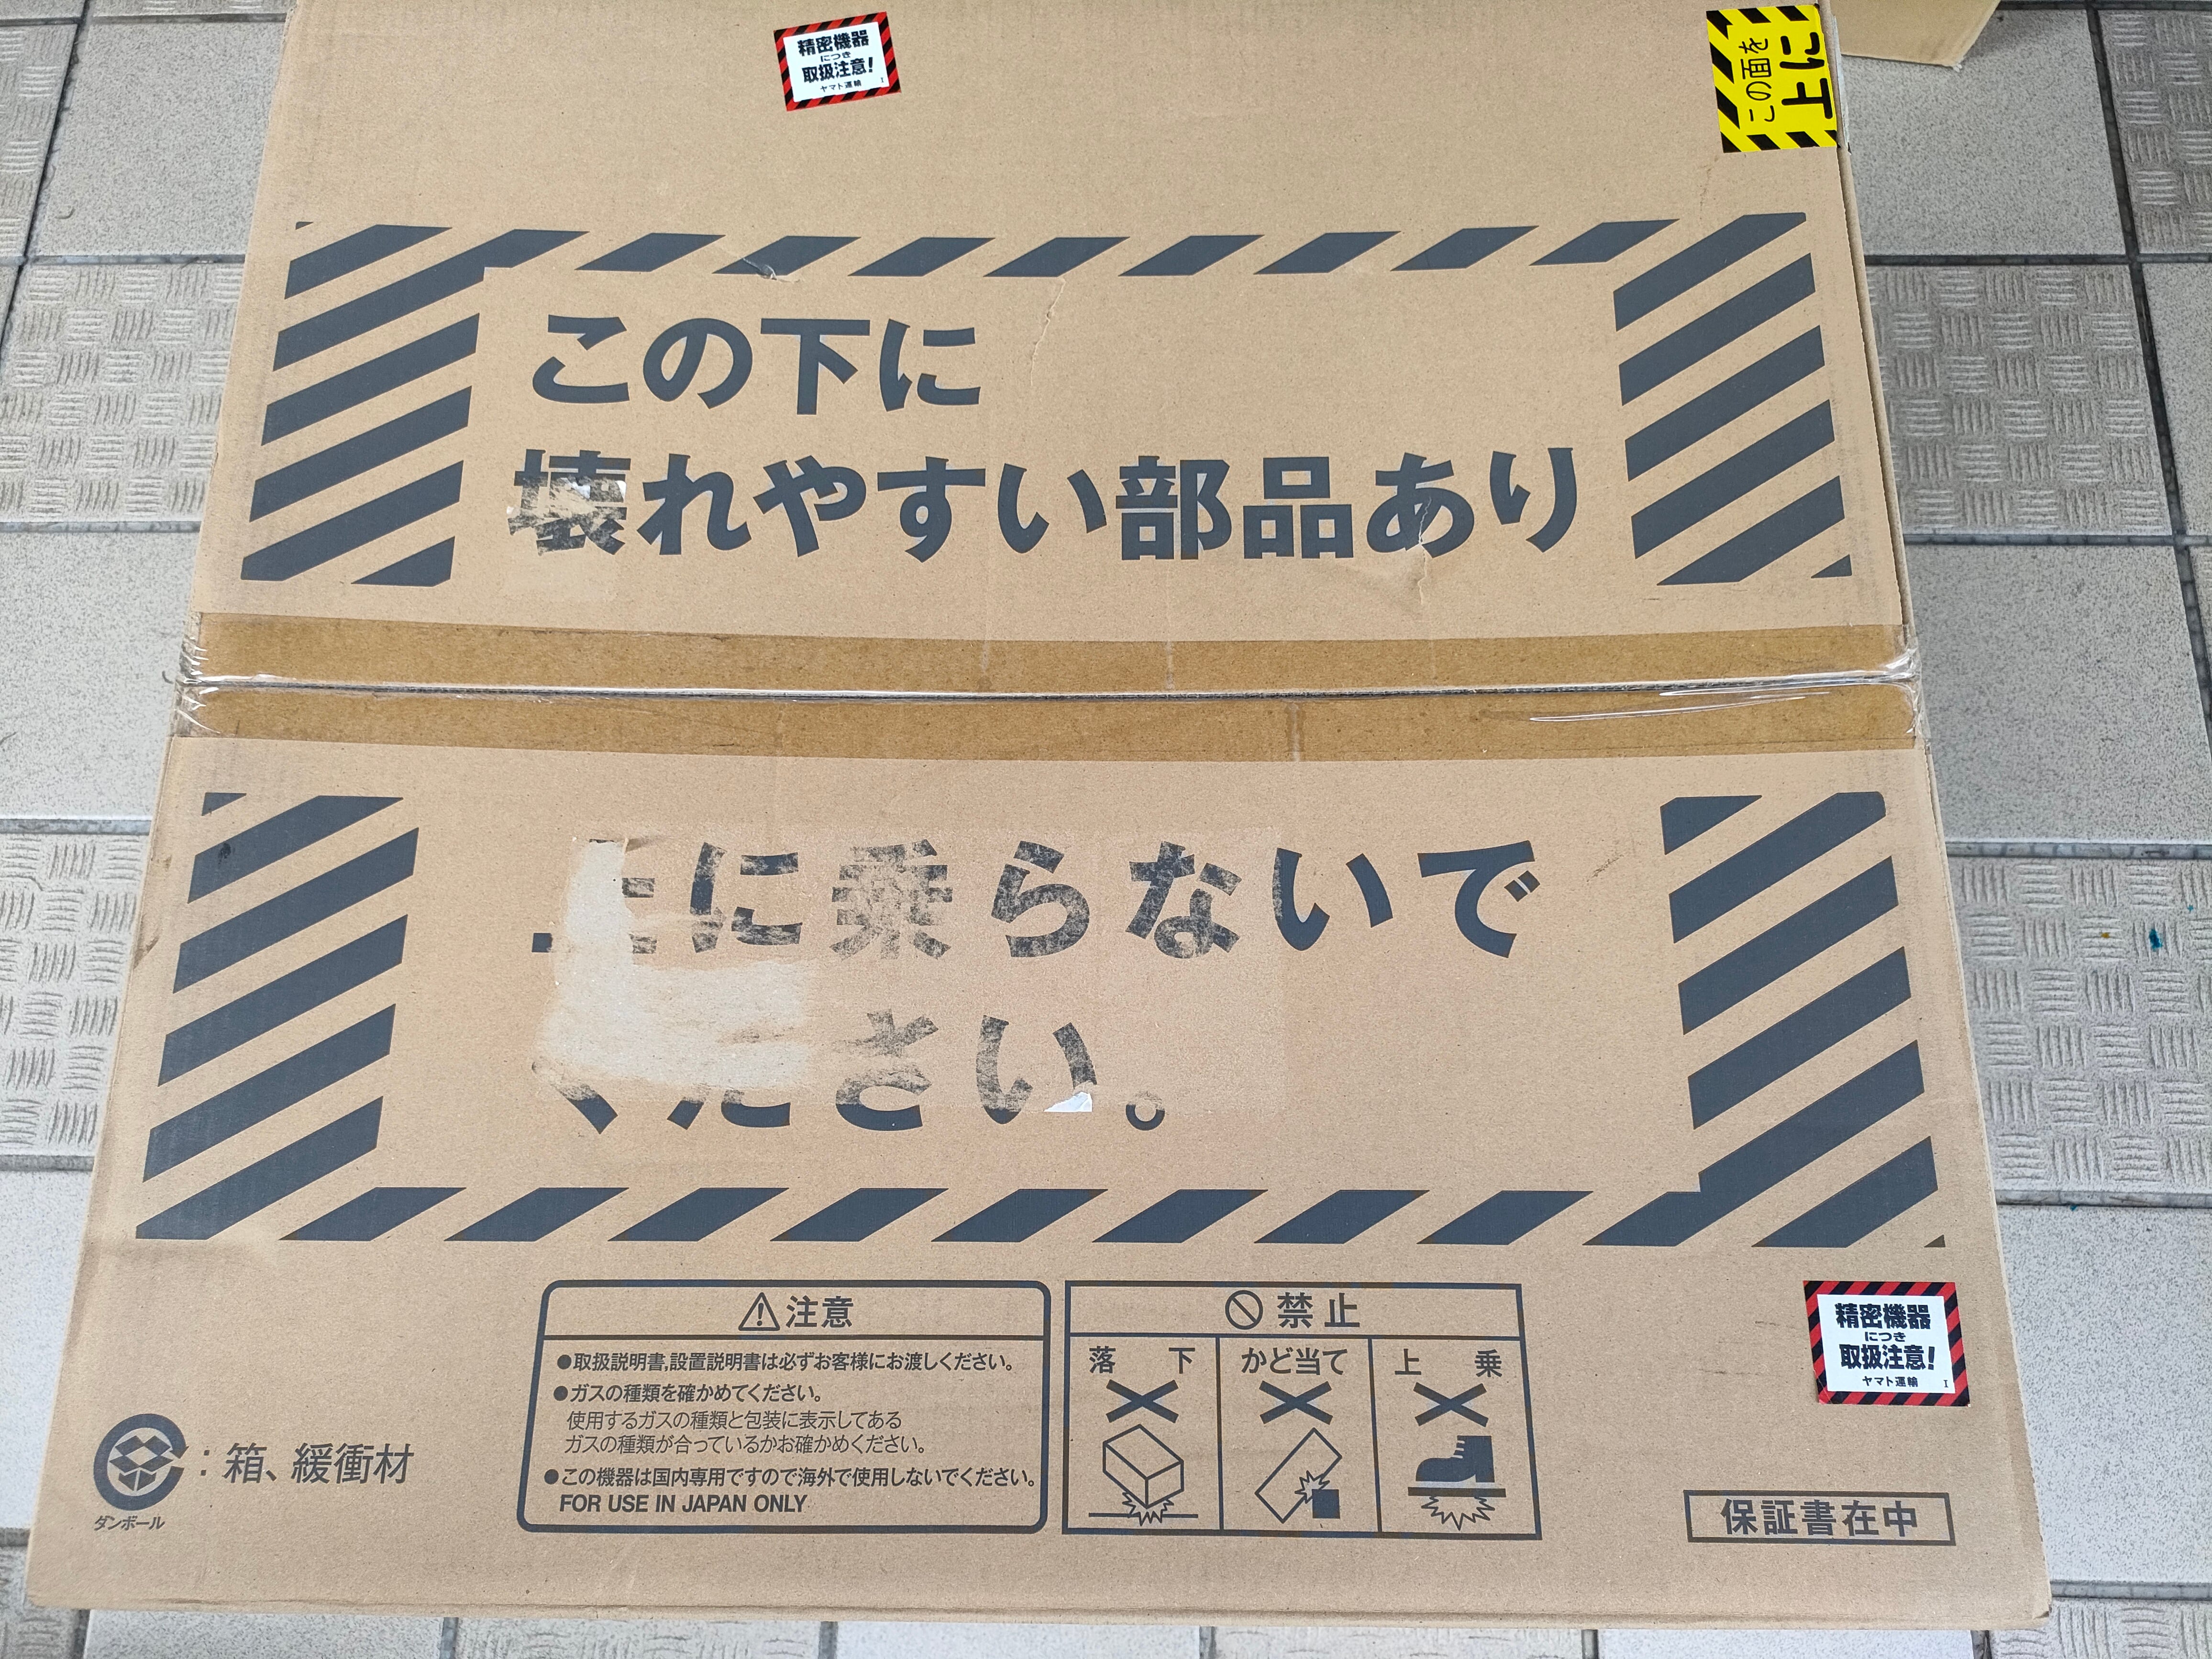 精密機器
につき
取扱注意!
ヤマト運輸
I
この面を
上に
この下に
壊れやすい部品あり
に乗らないで
ください。
⚠注意
●取扱説明書,設置説明書は必ずお客様にお渡しください。
●ガスの種類を確かめてください。
使用するガスの種類と包装に表示してある
ガスの種類が合っているかお確かめください。
●この機器は国内専用ですので海外で使用しないでください。
FOR USE IN JAPAN ONLY
禁止
落下
かど当て
上乗
精密機器
につき
取扱注意!
ヤマト運輸
I
:箱、緩衝材
ダンボール
保証書在中